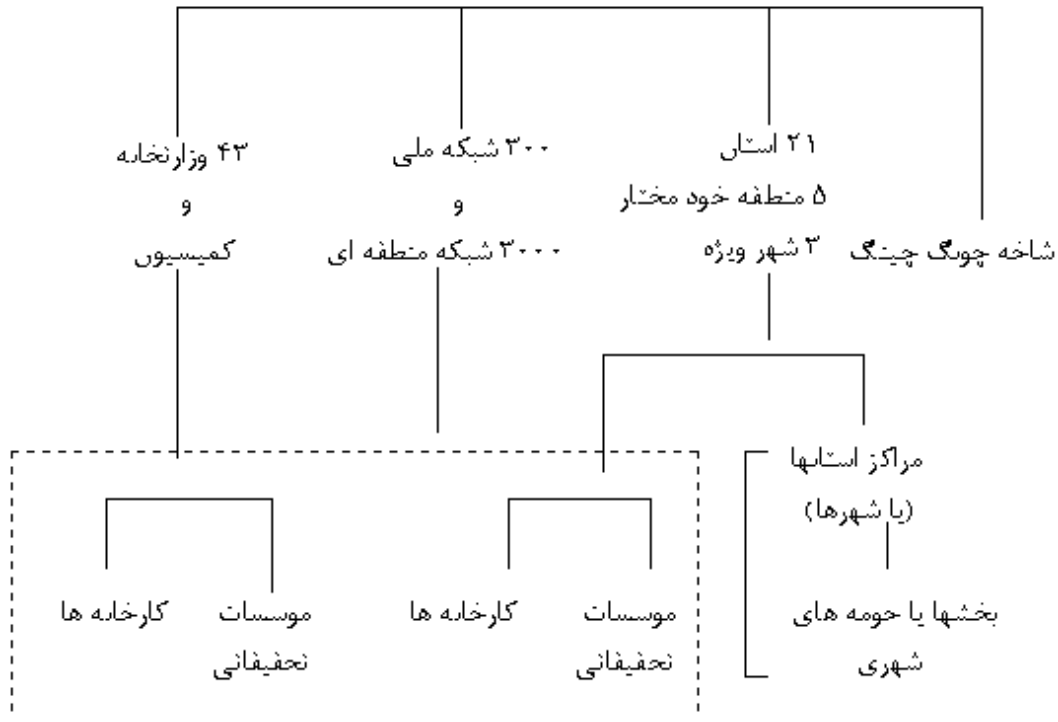 شاخه چونگ چینگ
۲۱ استان
۵ منطقه خود مختار
۳ شهر ویژه
۳۰۰ شبکه ملی
و
۳۰۰۰ شبکه منطقه ای
۴۳ وزارتخانه
و
کمیسیون
مراکز استانها
(یا شهرها)
بخشها یا حومه های
شهری
موسسات
تحقیقاتی
کارخانه ها
موسسات
تحقیقاتی
کارخانه ها